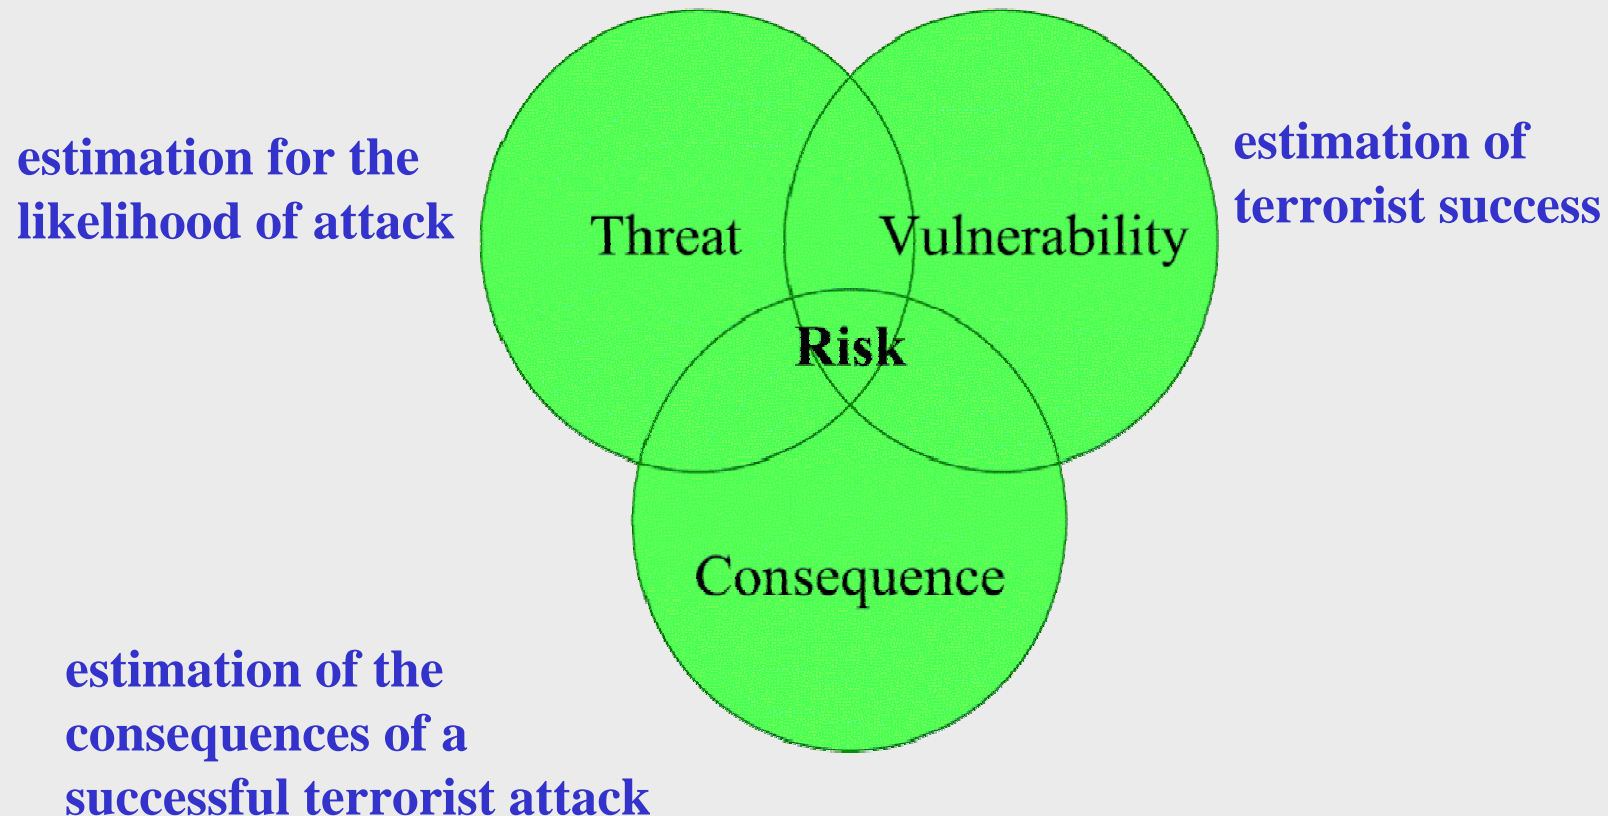 estimation for the
likelihood of attack
Threat
Vulnerability
estimation of
terrorist success
Risk
Consequence
estimation of the
consequences of a
successful terrorist attack